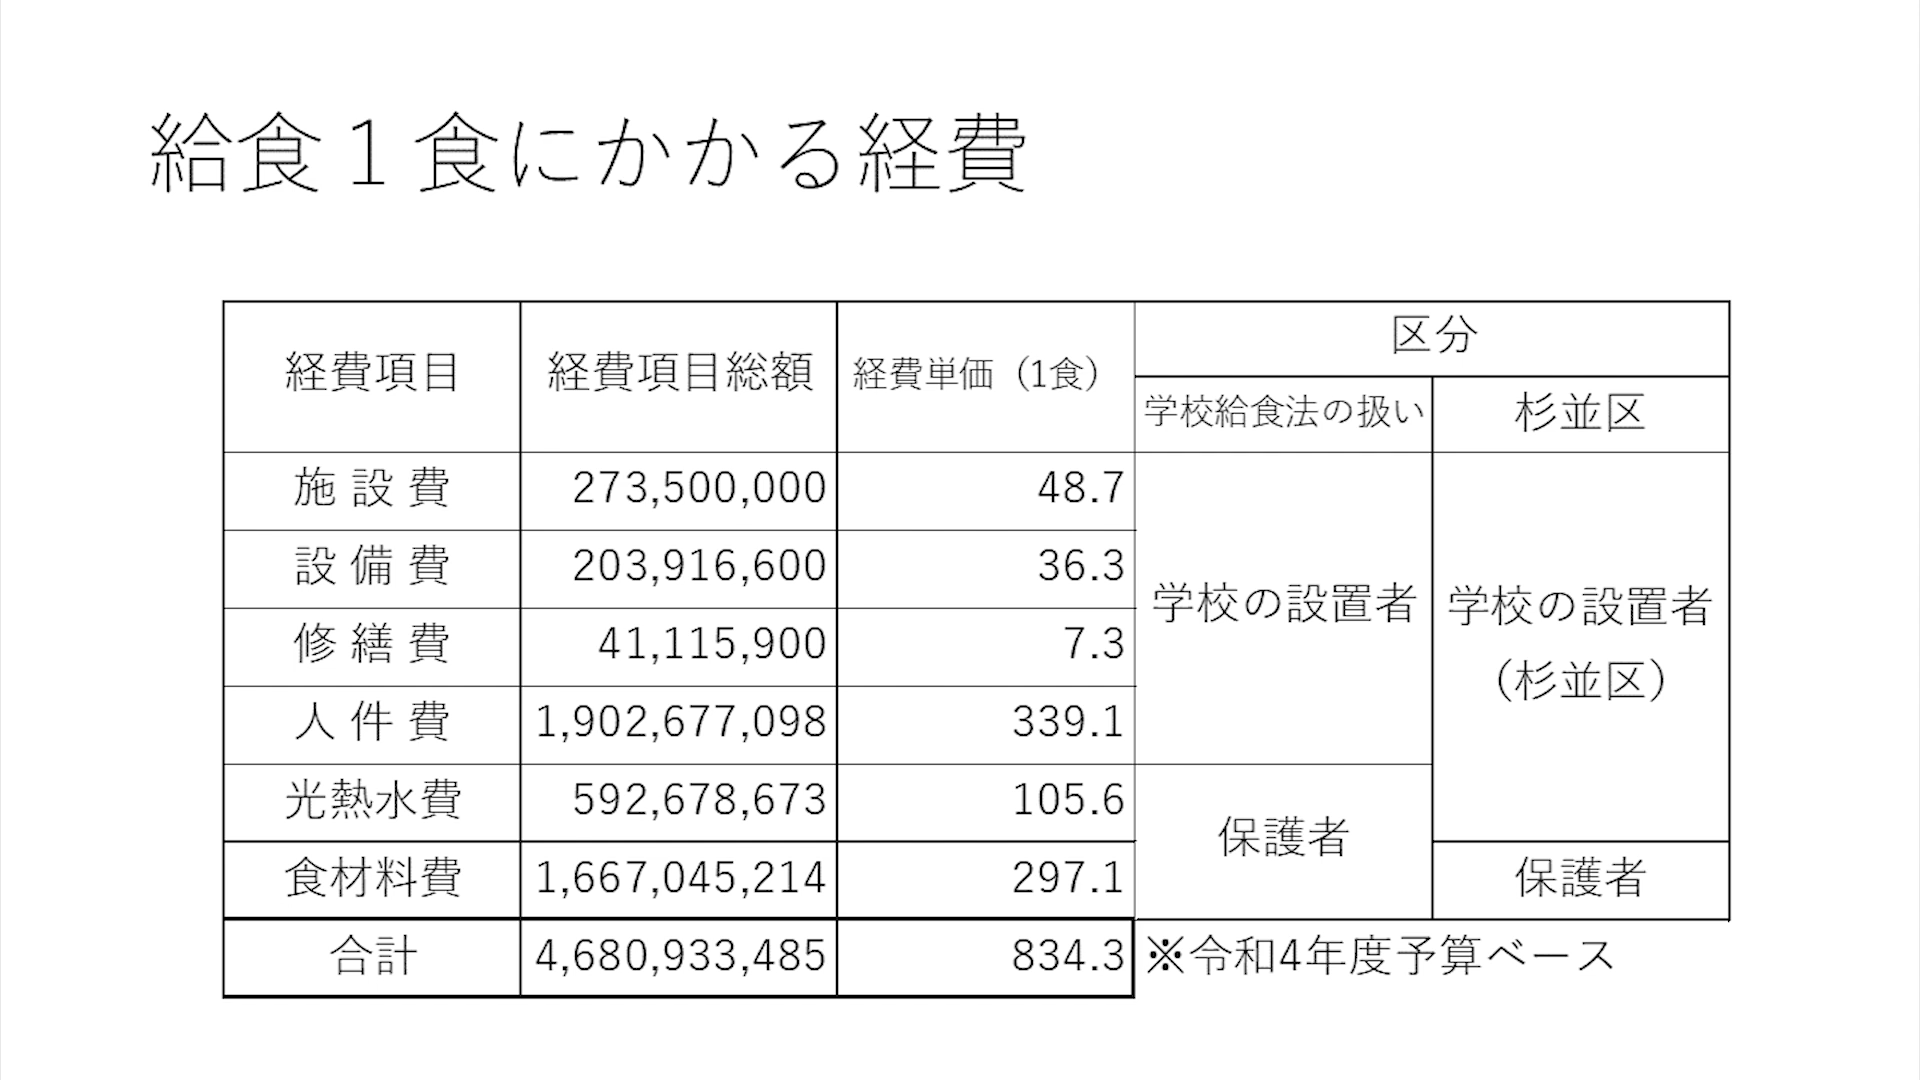 給食１食にかかる経費
経費項目 経費項目総額 経費単価（1食） 区分
学校給食法の扱い 杉並区
施 設 費 273,500,000 48.7
設 備 費 203,916,600 36.3
修 繕 費 41,115,900 7.3
人 件 費 1,902,677,098 339.1
学校の設置者
学校の設置者
（杉並区）
光熱水費 592,678,673 105.6
食材料費 1,667,045,214 297.1
保護者
保護者
合計 4,680,933,485 834.3
※令和4年度予算ベース